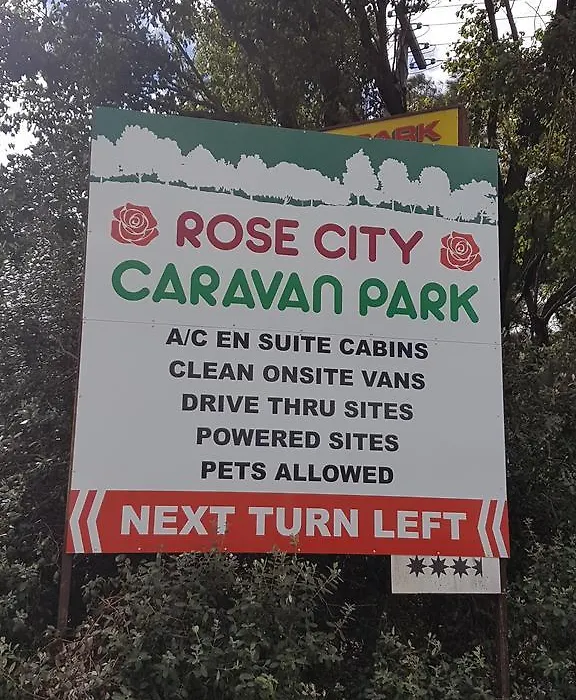 PARK
ROSE CITY
CARAVAN PARK
A/C EN SUITE CABINS
CLEAN ONSITE VANS
DRIVE THRU SITES
POWERED SITES
PETS ALLOWED
NEXT TURN LEFT